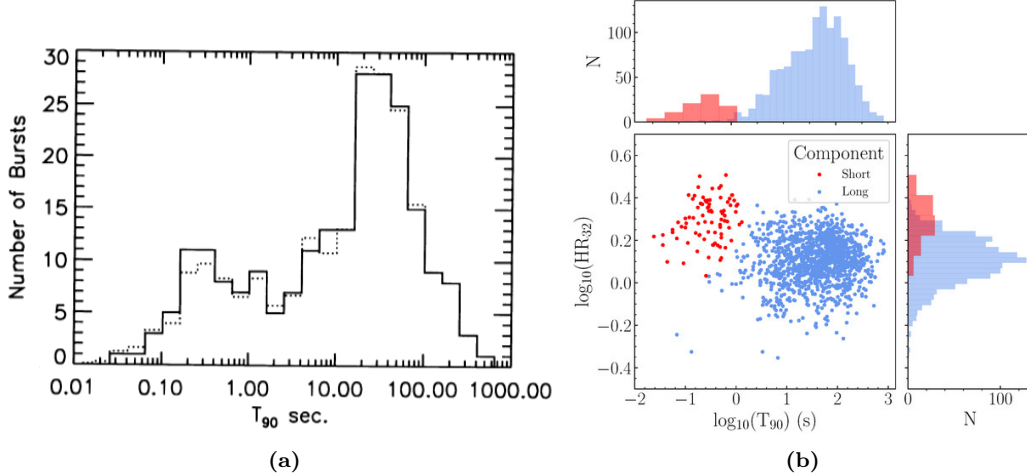 Number of Bursts
30
25
20
15
10
5
0
0.01 0.10 1.00 10.00 100.00 1000.00
T90 sec.
(a)
N
100
50
0
log10(HR32)
0.6
0.4
0.2
0.0
−0.2
−0.4
Component
Short
Long
−2 −1 0 1 2 3
log10(T90) (s)
0 100
N
(b)